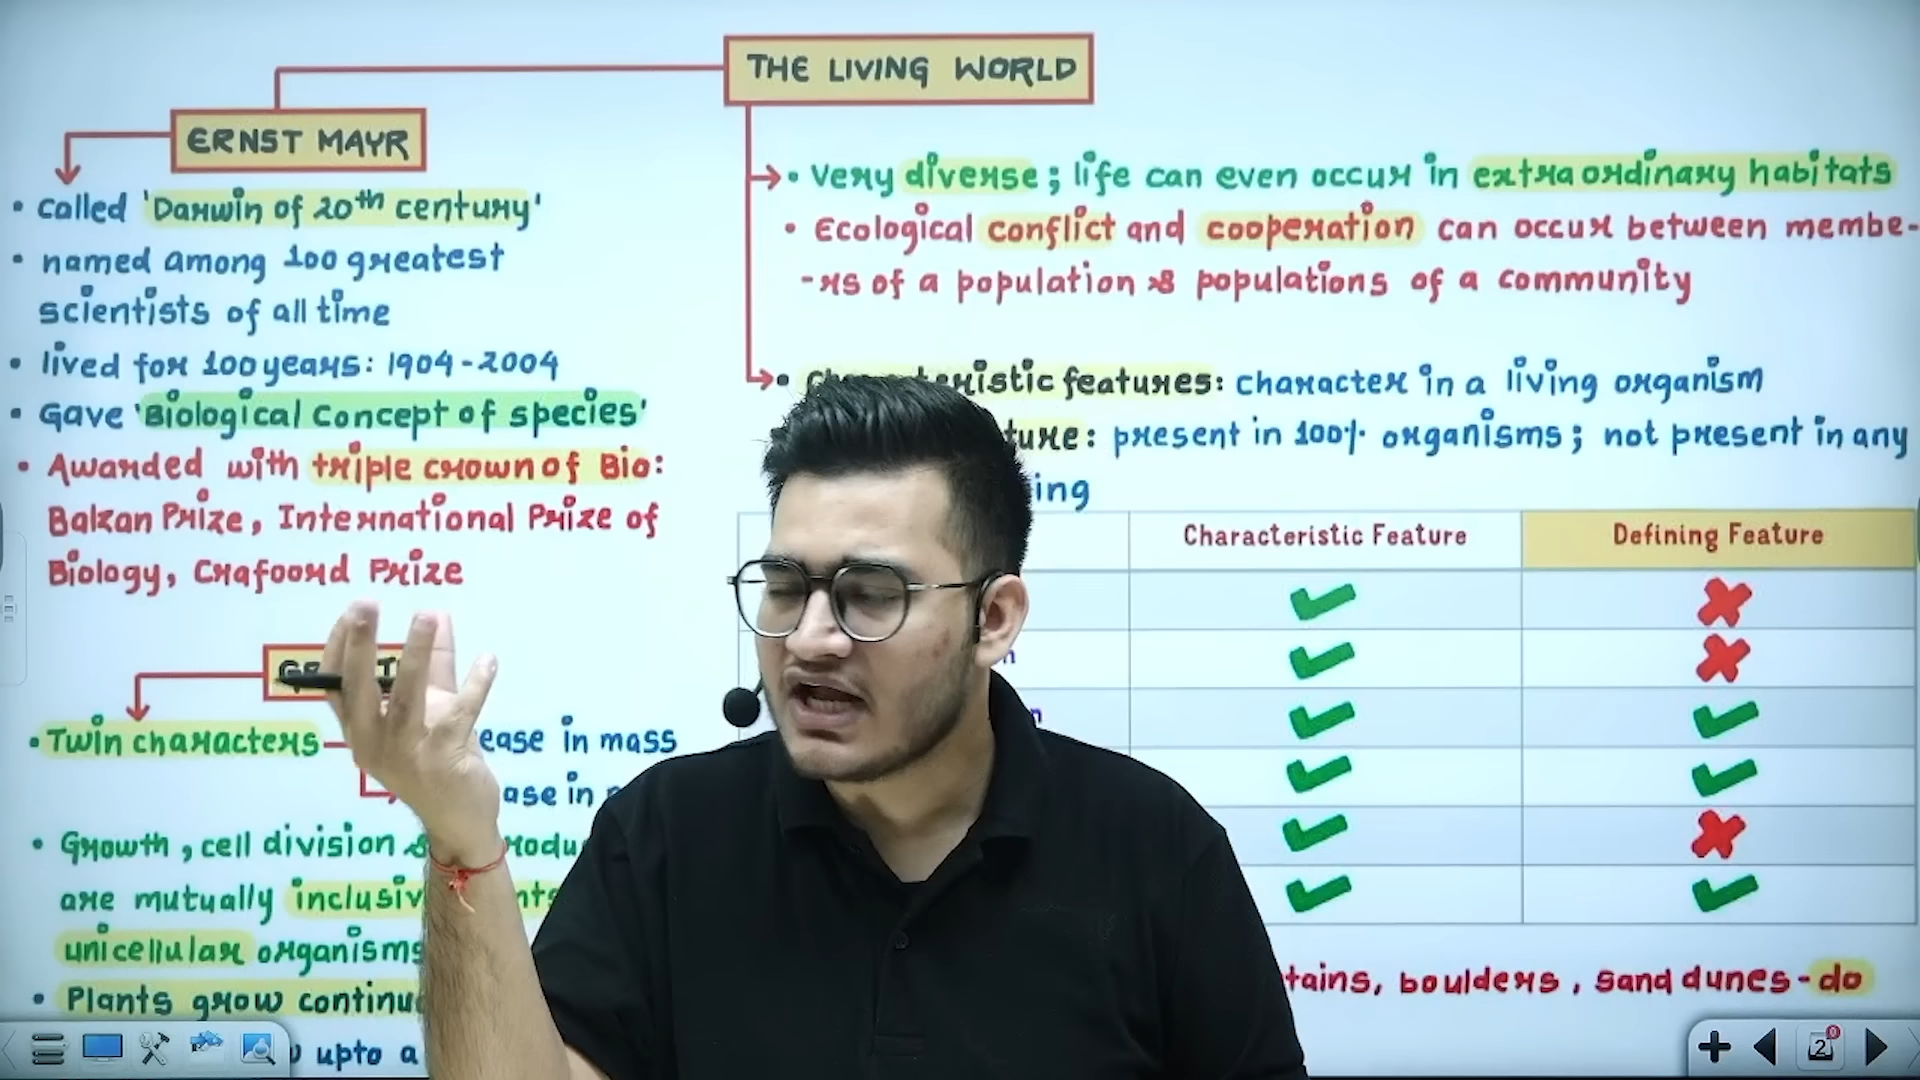 THE LIVING WORLD
ERNST MAYR
• called 'Darwin of 20th century'
• named among 100 greatest
scientists of all time
• lived for 100 years: 1904-2004
• Gave 'Biological Concept of species'
• Awarded with triple crown of Bio:
Balzan Prize, International Prize of
Biology, Crafoord Prize
• Twin characters
ease in mass
ase in
• Growth, cell division &
are mutually
unicellular organisms
• Plants grow
upto a
• Very diverse; life can even occur in extraordinary habitats
• Ecological conflict and cooperation can occur between membe-
-rs of a population & populations of a community
• features: character in a living organism
present in 100% organisms; not present in any
Characteristic Feature Defining Feature
boulders, sand dunes - do
2
0